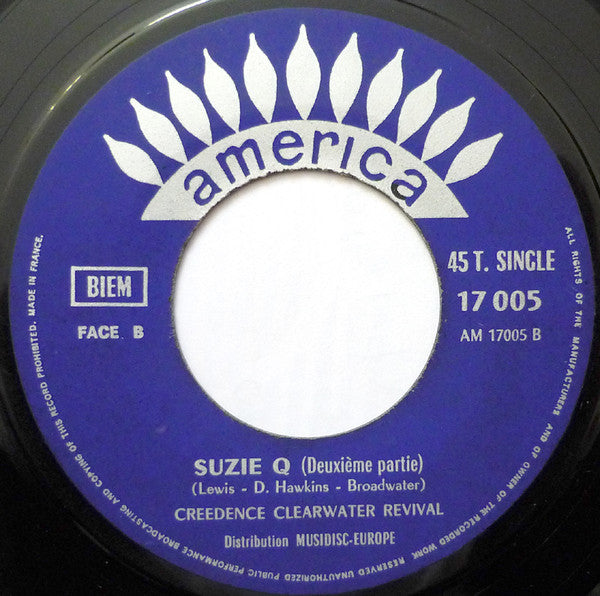 america
BIEM
FACE B
45 T. SINGLE
17 005
AM 17005 B
SUZIE Q (Deuxième partie)
(Lewis - D. Hawkins - Broadwater)
CREEDENCE CLEARWATER REVIVAL
Distribution MUSIDISC-EUROPE
ALL RIGHTS OF THE MANUFACTURERS AND OF OWNER OF THE RECORDED WORK RESERVED UNAUTHORIZED PUBLIC PERFORMANCE BROADCASTING AND COPYING OF THIS RECORD PROHIBITED. MADE IN FRANCE.